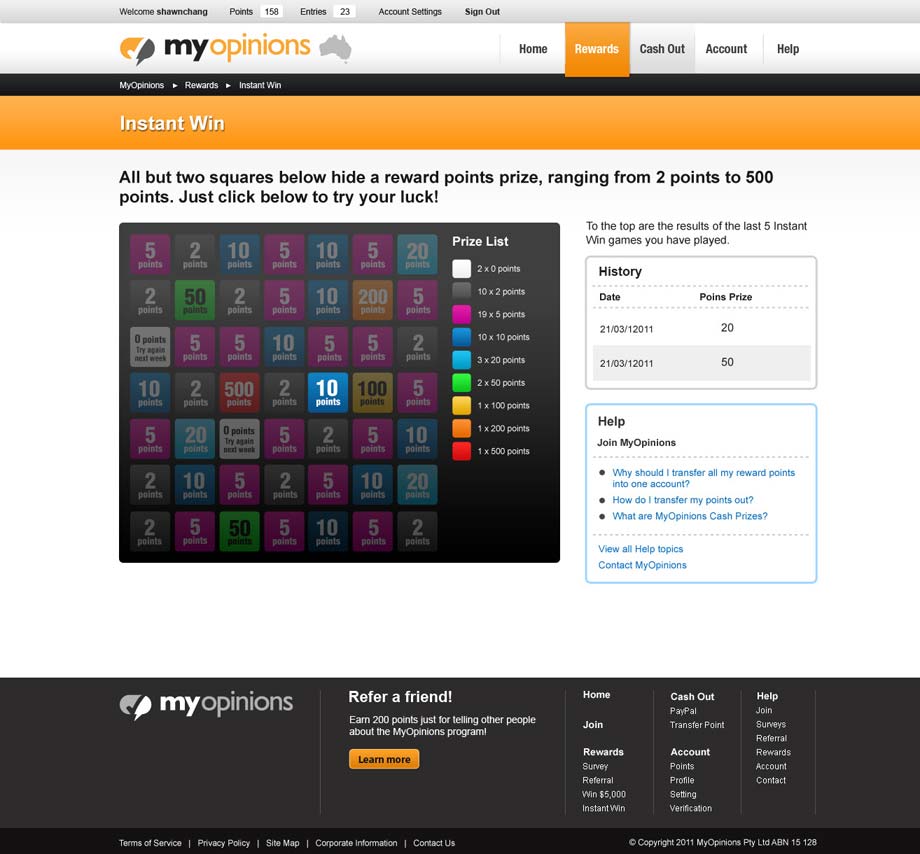 Welcome shawnchang Points 158 Entries 23 Account Settings Sign Out
myopinions
Home Rewards Cash Out Account Help
MyOpinions ► Rewards ► Instant Win
Instant Win
All but two squares below hide a reward points prize, ranging from 2 points to 500
points. Just click below to try your luck!
5 2 10 5 10 5 20
points points points points points points points
2 50 2 5 10 200 5
points points points points points points points
0 points 5 5 10 5 5 2
Try again
next week points points points points points points
10 2 500 2 10 100 5
points points points points points points points
5 20 0 points 5 2 5 10
Try again
points points next week points points points points
2 10 5 2 5 10 20
points points points points points points points
2 5 50 5 10 5 2
points points points points points points points
Prize List
2 x 0 points
10 x 2 points
19 x 5 points
10 x 10 points
3 x 20 points
2 x 50 points
1 x 100 points
1 x 200 points
1 x 500 points
To the top are the results of the last 5 Instant
Win games you have played.
History
Date Poins Prize
21/03/12011 20
21/03/12011 50
Help
Join MyOpinions
Why should I transfer all my reward points
into one account?
How do I transfer my points out?
What are MyOpinions Cash Prizes?
View all Help topics
Contact MyOpinions
myopinions
Refer a friend!
Earn 200 points just for telling other people
about the MyOpinions program!
Learn more
Home
Join
Rewards
Survey
Referral
Win $5,000
Instant Win
Cash Out
PayPal
Transfer Point
Account
Points
Profile
Setting
Verification
Help
Join
Surveys
Referral
Rewards
Account
Contact
Terms of Service | Privacy Policy | Site Map | Corporate Information | Contact Us
© Copyright 2011 MyOpinions Pty Ltd ABN 15 128